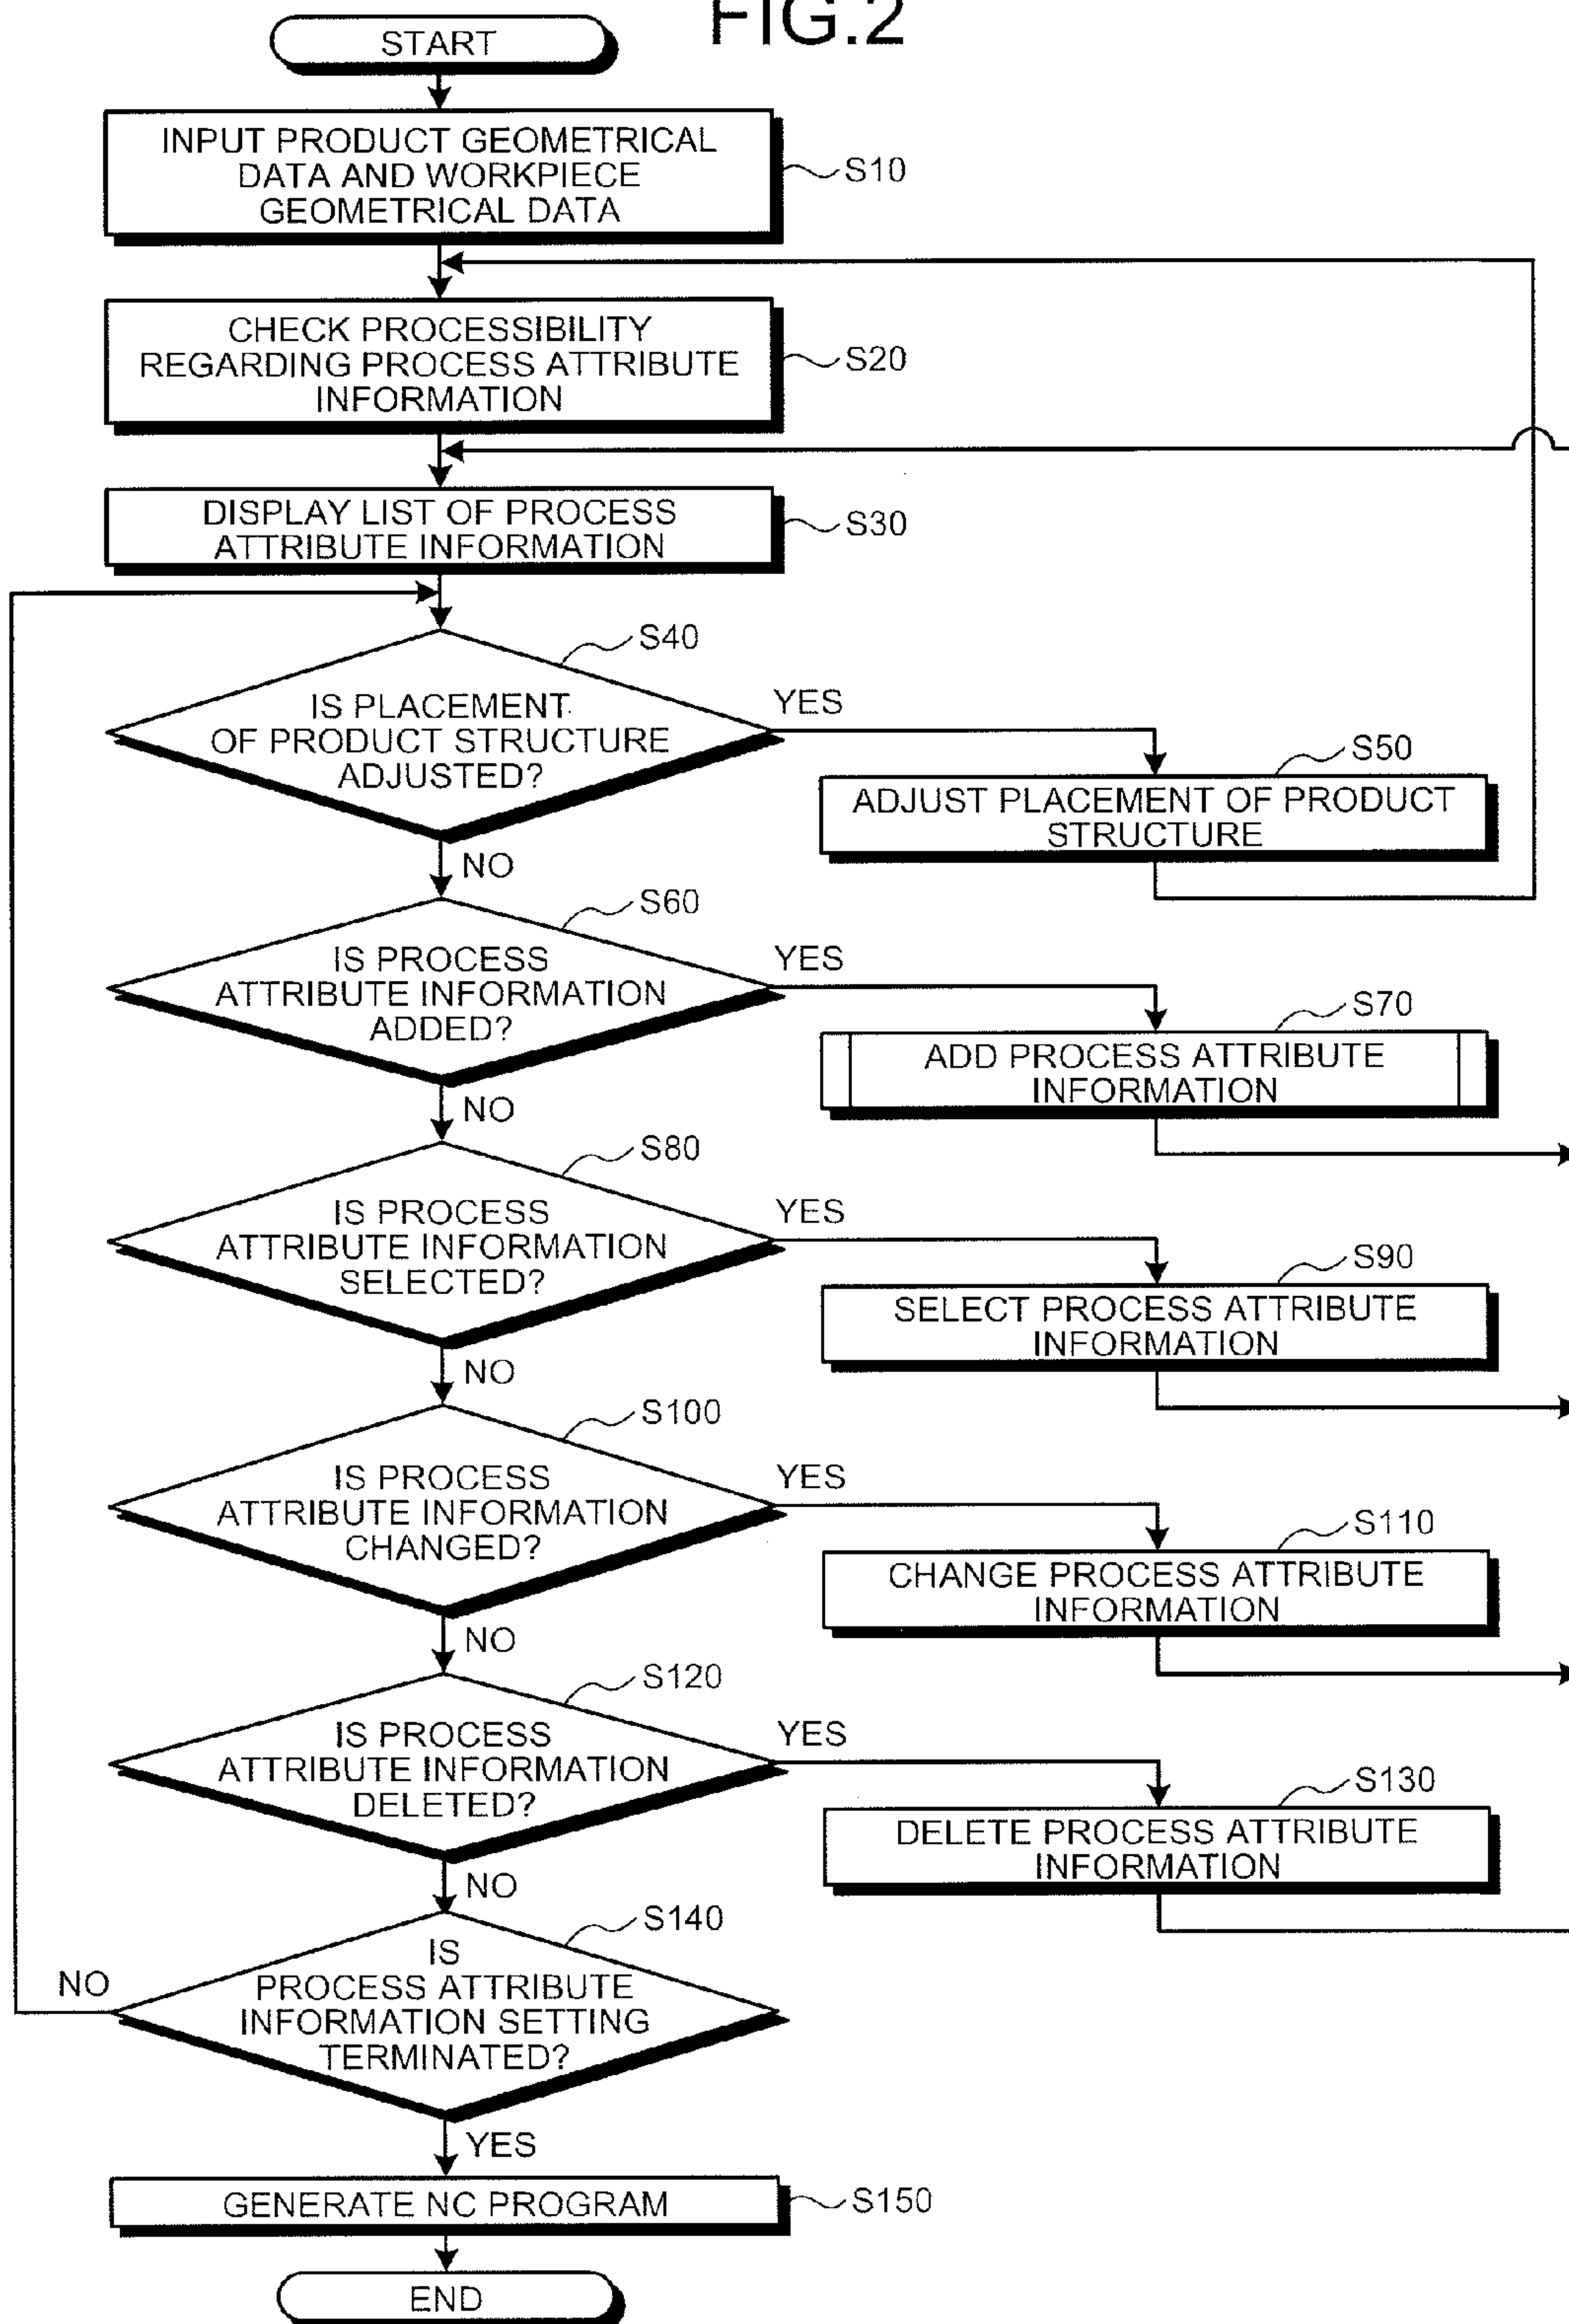 FIG.2
START
INPUT PRODUCT GEOMETRICAL
DATA AND WORKPIECE
GEOMETRICAL DATA
S10
CHECK PROCESSIBILITY
REGARDING PROCESS ATTRIBUTE
INFORMATION
S20
DISPLAY LIST OF PROCESS
ATTRIBUTE INFORMATION
S30
S40
IS PLACEMENT
OF PRODUCT STRUCTURE
ADJUSTED?
YES
S50
ADJUST PLACEMENT OF PRODUCT
STRUCTURE
NO
S60
IS PROCESS
ATTRIBUTE INFORMATION
ADDED?
YES
S70
ADD PROCESS ATTRIBUTE
INFORMATION
NO
S80
IS PROCESS
ATTRIBUTE INFORMATION
SELECTED?
YES
S90
SELECT PROCESS ATTRIBUTE
INFORMATION
NO
S100
IS PROCESS
ATTRIBUTE INFORMATION
CHANGED?
YES
S110
CHANGE PROCESS ATTRIBUTE
INFORMATION
NO
S120
IS PROCESS
ATTRIBUTE INFORMATION
DELETED?
YES
S130
DELETE PROCESS ATTRIBUTE
INFORMATION
NO
S140
IS
PROCESS ATTRIBUTE
INFORMATION SETTING
TERMINATED?
NO
YES
GENERATE NC PROGRAM
S150
END